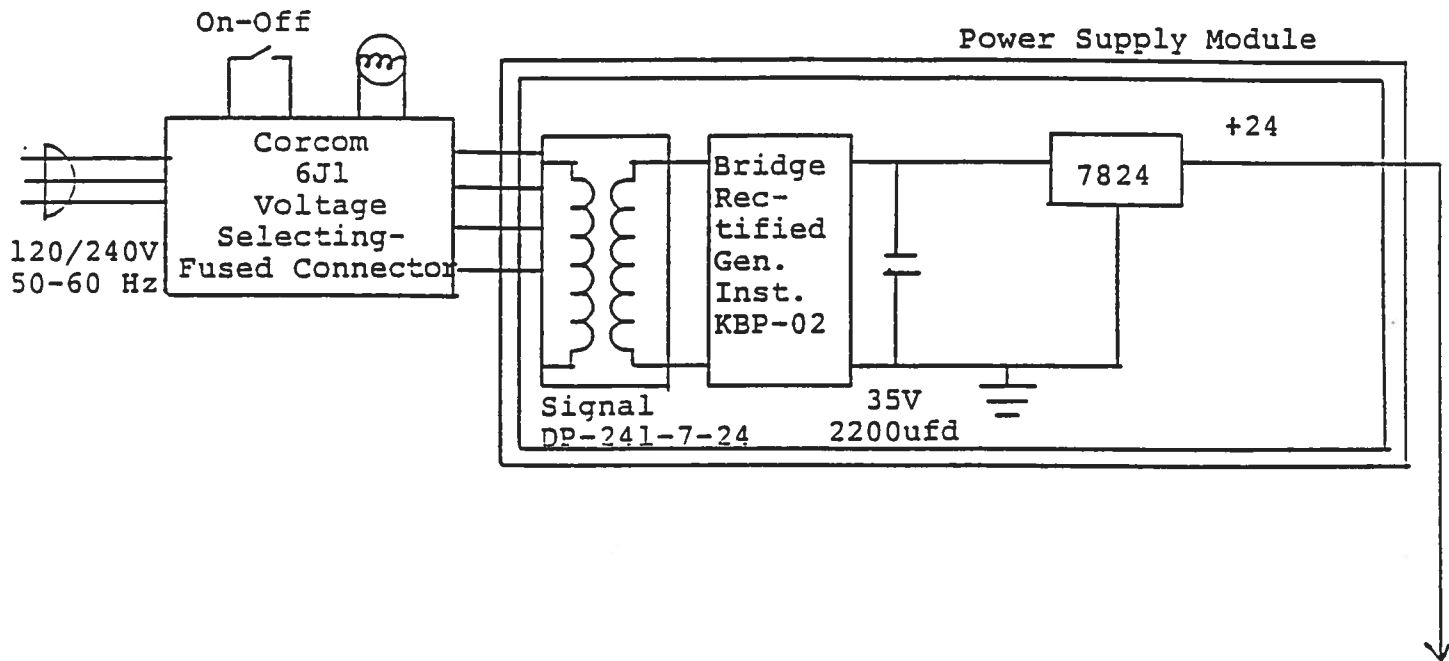 On-Off
Power Supply Module
Corcom
6J1
Voltage
Selecting-
Fused Connector
120/240V
50-60 Hz
Bridge
Rec-
tified
Gen.
Inst.
KBP-02
7824
+24
Signal
DP-241-7-24
35V
2200ufd